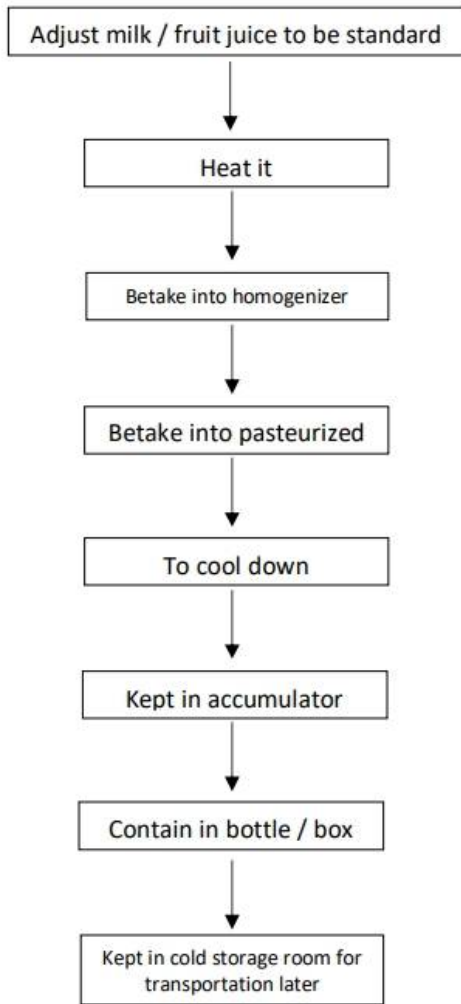 Adjust milk / fruit juice to be standard
Heat it
Betake into homogenizer
Betake into pasteurized
To cool down
Kept in accumulator
Contain in bottle / box
Kept in cold storage room for
transportation later